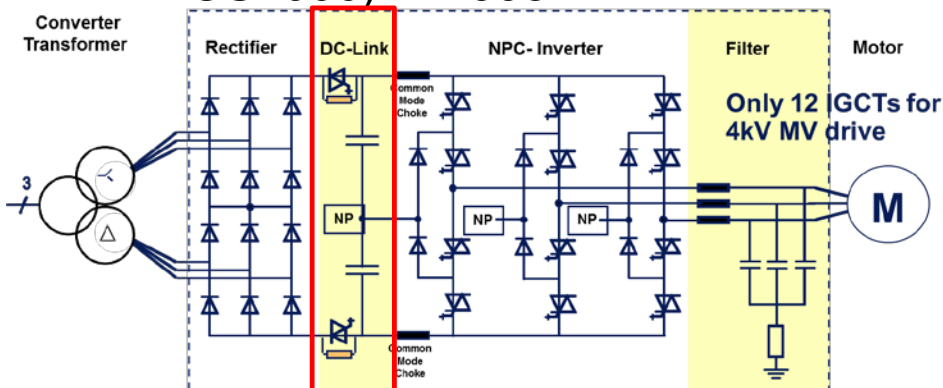 Converter
Transformer
Rectifier
DC-Link
NPC- Inverter
Filter
Motor
Common
Mode
Choke
Only 12 IGCTs for
4kV MV drive
3
NP
NP
NP
M
Δ
Common
Mode
Choke